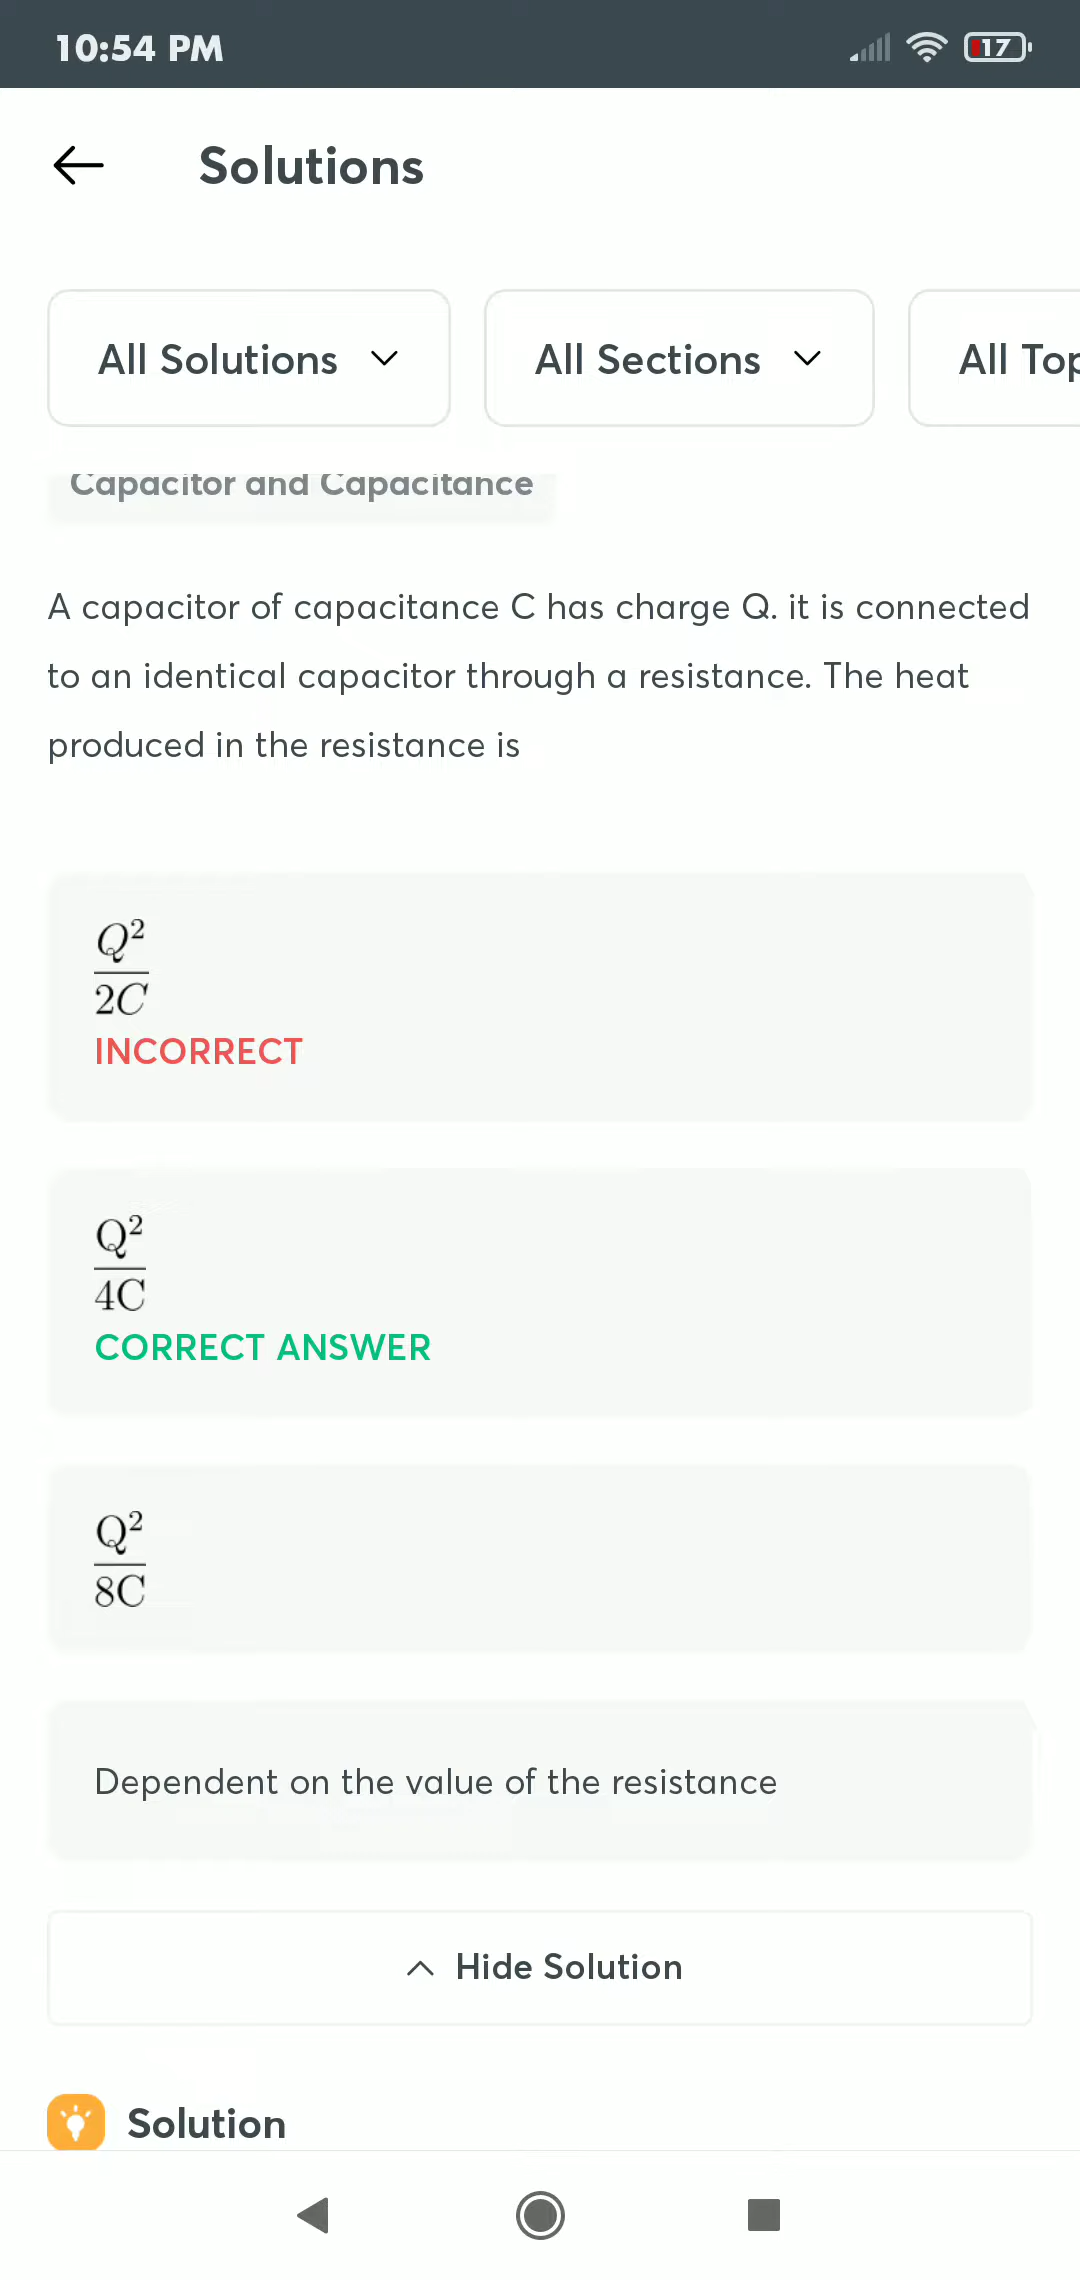 10:54 PM
17
Solutions
All Solutions
All Sections
All Top
Capacitor and Capacitance
A capacitor of capacitance C has charge Q. it is connected
to an identical capacitor through a resistance. The heat
produced in the resistance is
Q²
2C
INCORRECT
Q²
4C
CORRECT ANSWER
Q²
8C
Dependent on the value of the resistance
Hide Solution
Solution